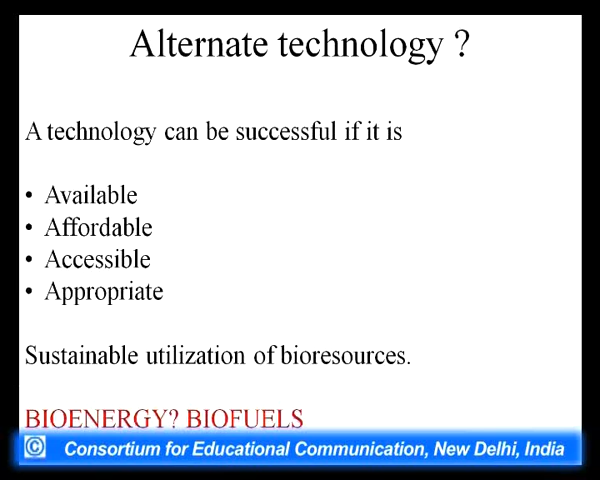 Alternate technology ?
A technology can be successful if it is
• Available
• Affordable
• Accessible
• Appropriate
Sustainable utilization of bioresources.
BIOENERGY? BIOFUELS
© Consortium for Educational Communication, New Delhi, India